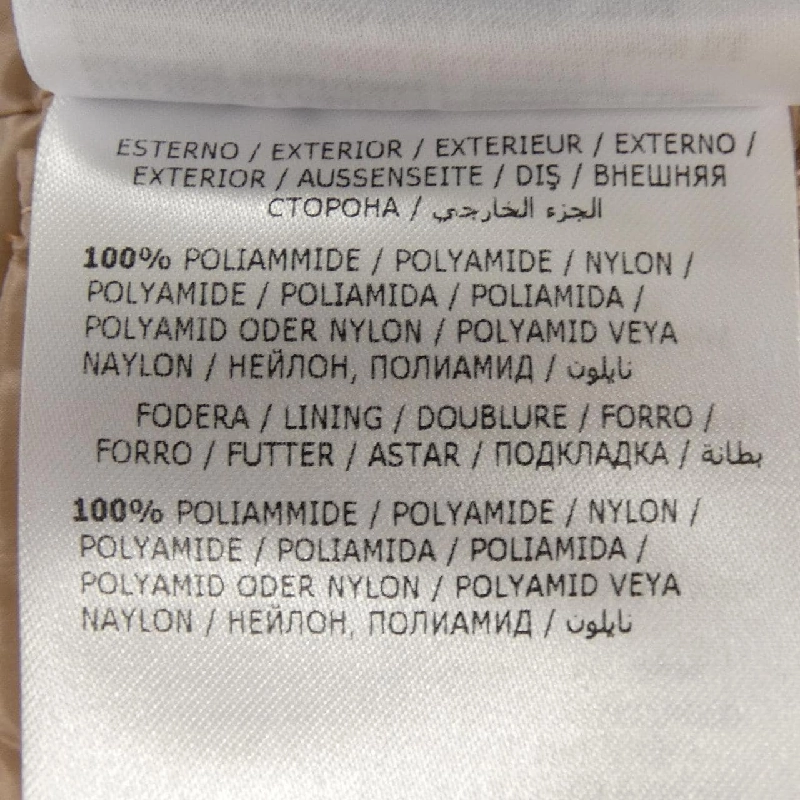 ESTERNO / EXTERIOR / EXTERIEUR / EXTERNO /
EXTERIOR / AUSSENSEITE / DIŞ / ВНЕШНЯЯ
СТОРОНА / الجزء الخارجي
100% POLIAMMIDE / POLYAMIDE / NYLON /
POLYAMIDE / POLIAMIDA / POLIAMIDA /
POLYAMID ODER NYLON / POLYAMID VEYA
NAYLON / НЕЙЛОН, ПОЛИАМИД / نايلون
FODERA / LINING / DOUBLURE / FORRO /
FORRO / FUTTER / ASTAR / ПОДКЛАДКА / بطانة
100% POLIAMMIDE / POLYAMIDE / NYLON /
POLYAMIDE / POLIAMIDA / POLIAMIDA /
POLYAMID ODER NYLON / POLYAMID VEYA
NAYLON / НЕЙЛОН, ПОЛИАМИД / نايلون